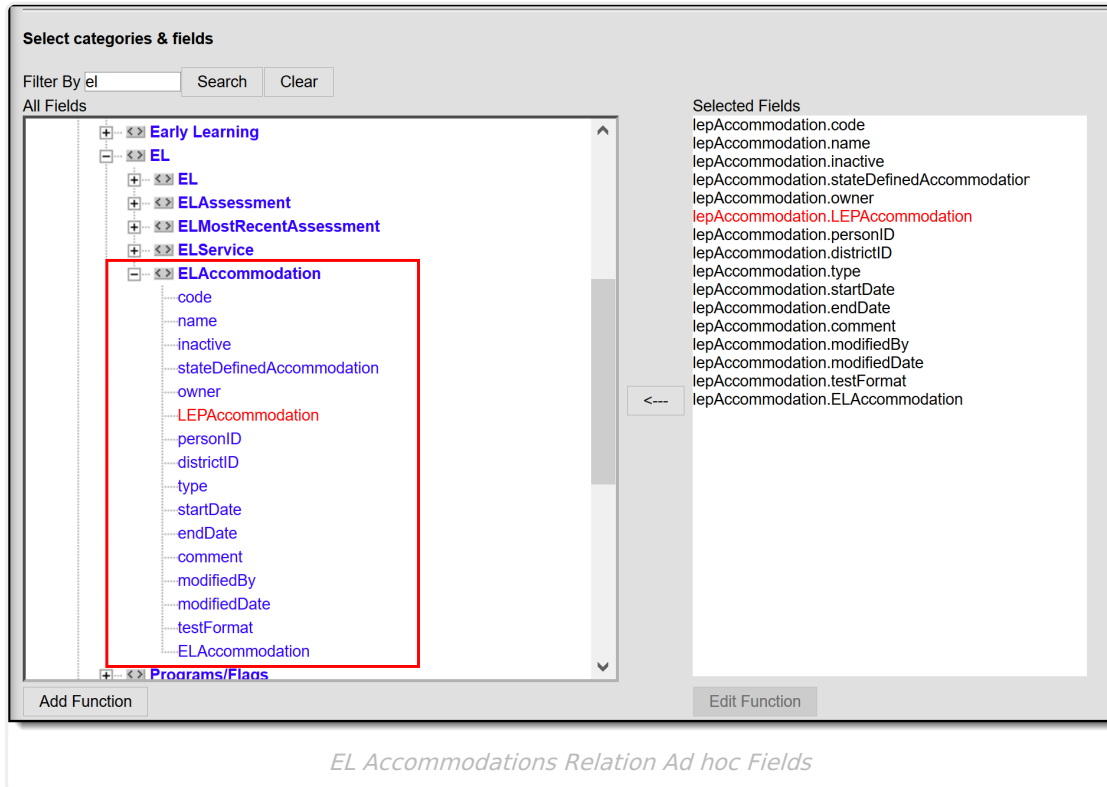 Select categories & fields
Filter By el Search Clear
All Fields
Early Learning
EL
EL
ELAssessment
ELMostRecentAssessment
ELService
ELAccommodation
code
name
inactive
stateDefinedAccommodation
owner
LEPAccommodation
personID
districtID
type
startDate
endDate
comment
modifiedBy
modifiedDate
testFormat
ELAccommodation
Programs/Flags
Add Function
<---
Selected Fields
lepAccommodation.code
lepAccommodation.name
lepAccommodation.inactive
lepAccommodation.stateDefinedAccommodation
lepAccommodation.owner
lepAccommodation.LEPAccommodation
lepAccommodation.personID
lepAccommodation.districtID
lepAccommodation.type
lepAccommodation.startDate
lepAccommodation.endDate
lepAccommodation.comment
lepAccommodation.modifiedBy
lepAccommodation.modifiedDate
lepAccommodation.testFormat
lepAccommodation.ELAccommodation
Edit Function
EL Accommodations Relation Ad hoc Fields